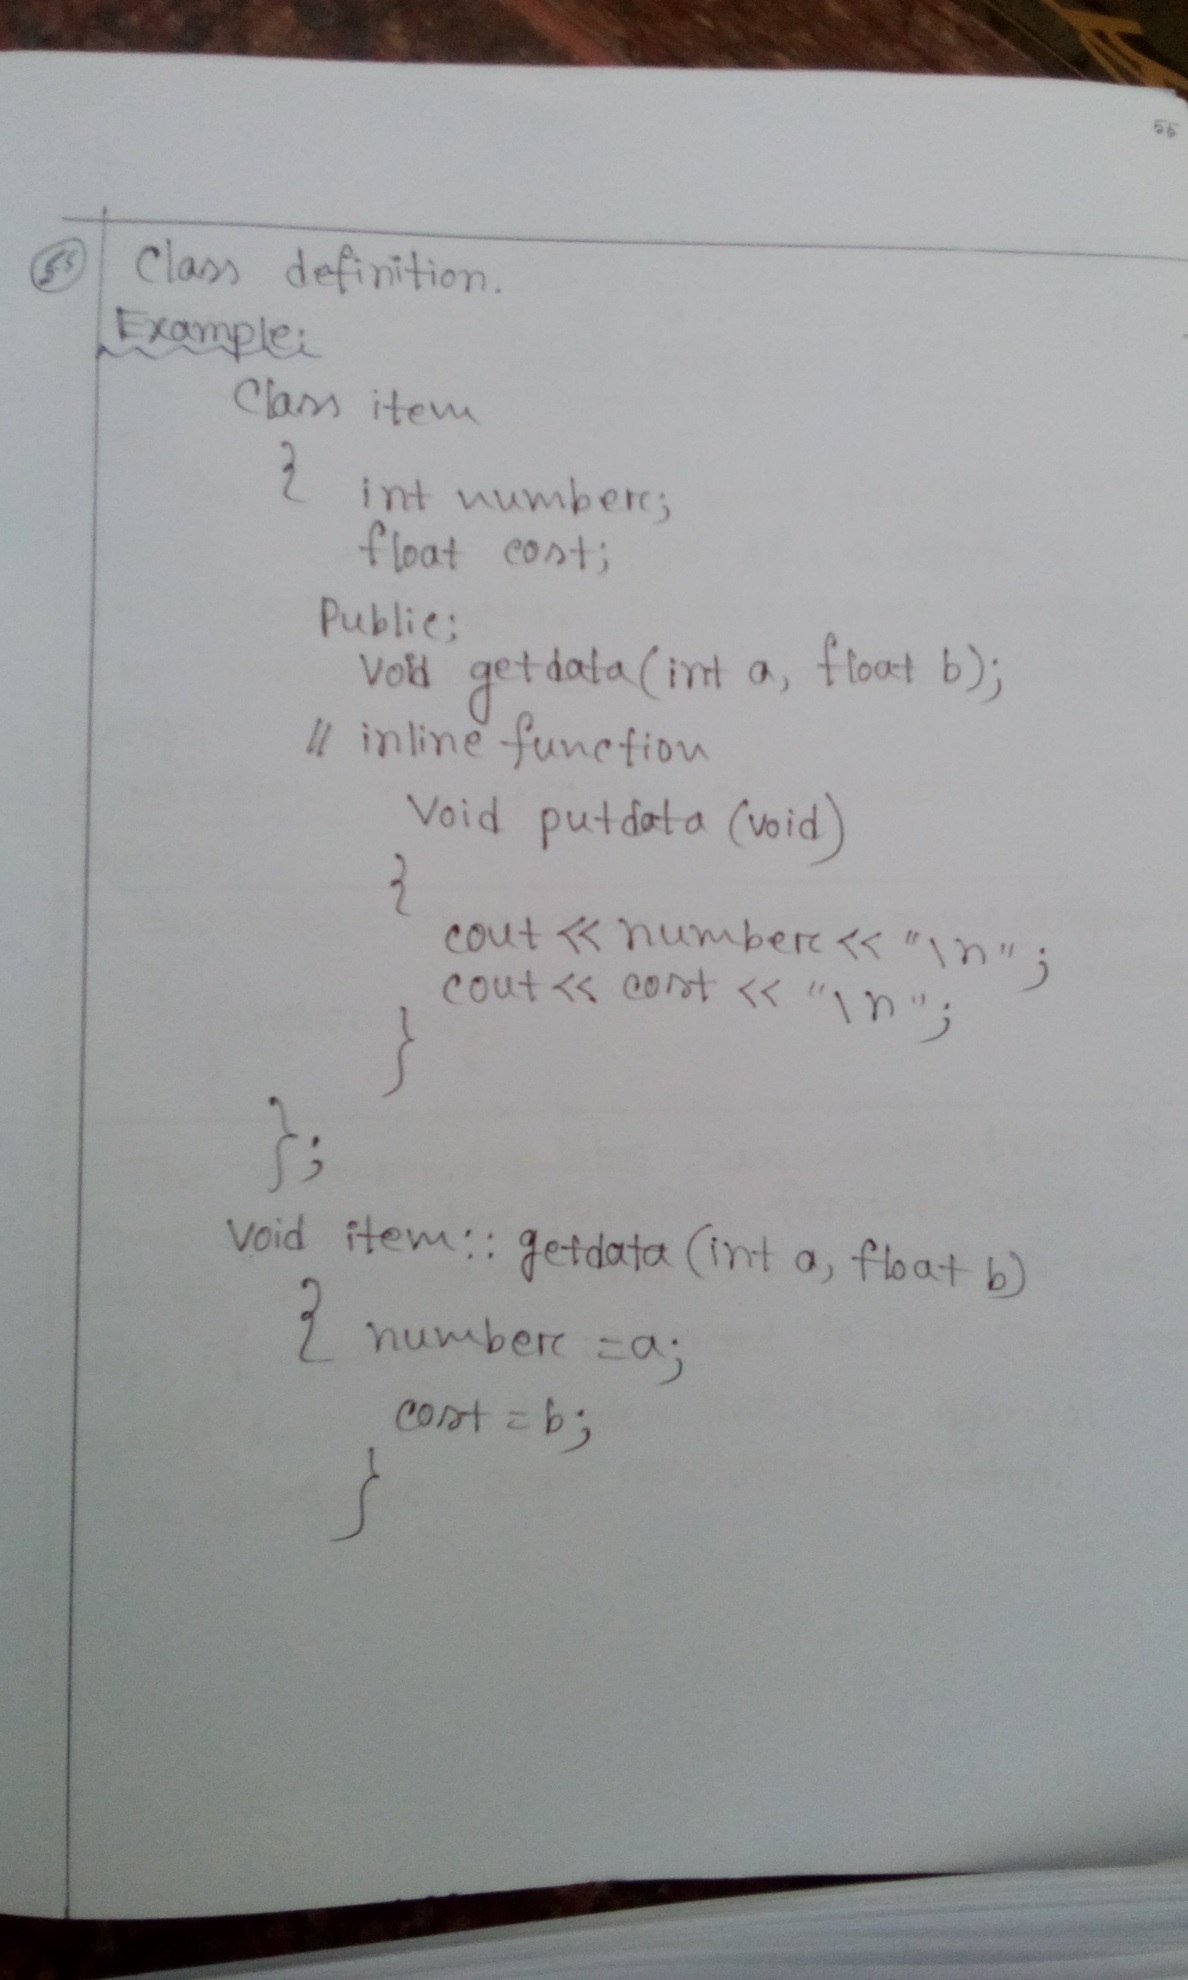 56
55 Class definition.
Example:
Class item
{ int number;
float cost;
Public;
void getdata(int a, float b);
// inline function
Void putdata (void)
{
cout << number << "\n";
cout << cost << "\n";
}
};
void item:: getdata (int a, float b)
{ number = a;
cost = b;
}